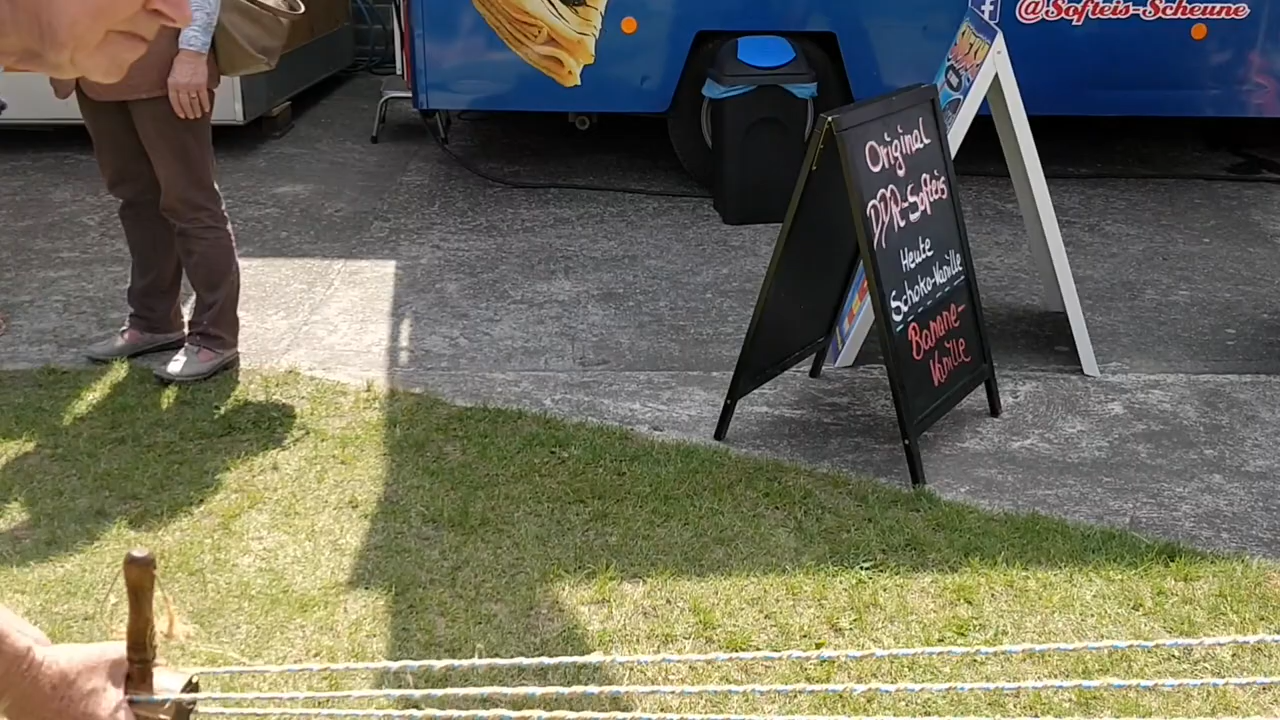 @Softeis-Scheune
Original
DDR-Softeis
Heute
Schoko-Vanille
Banane-
Vanille